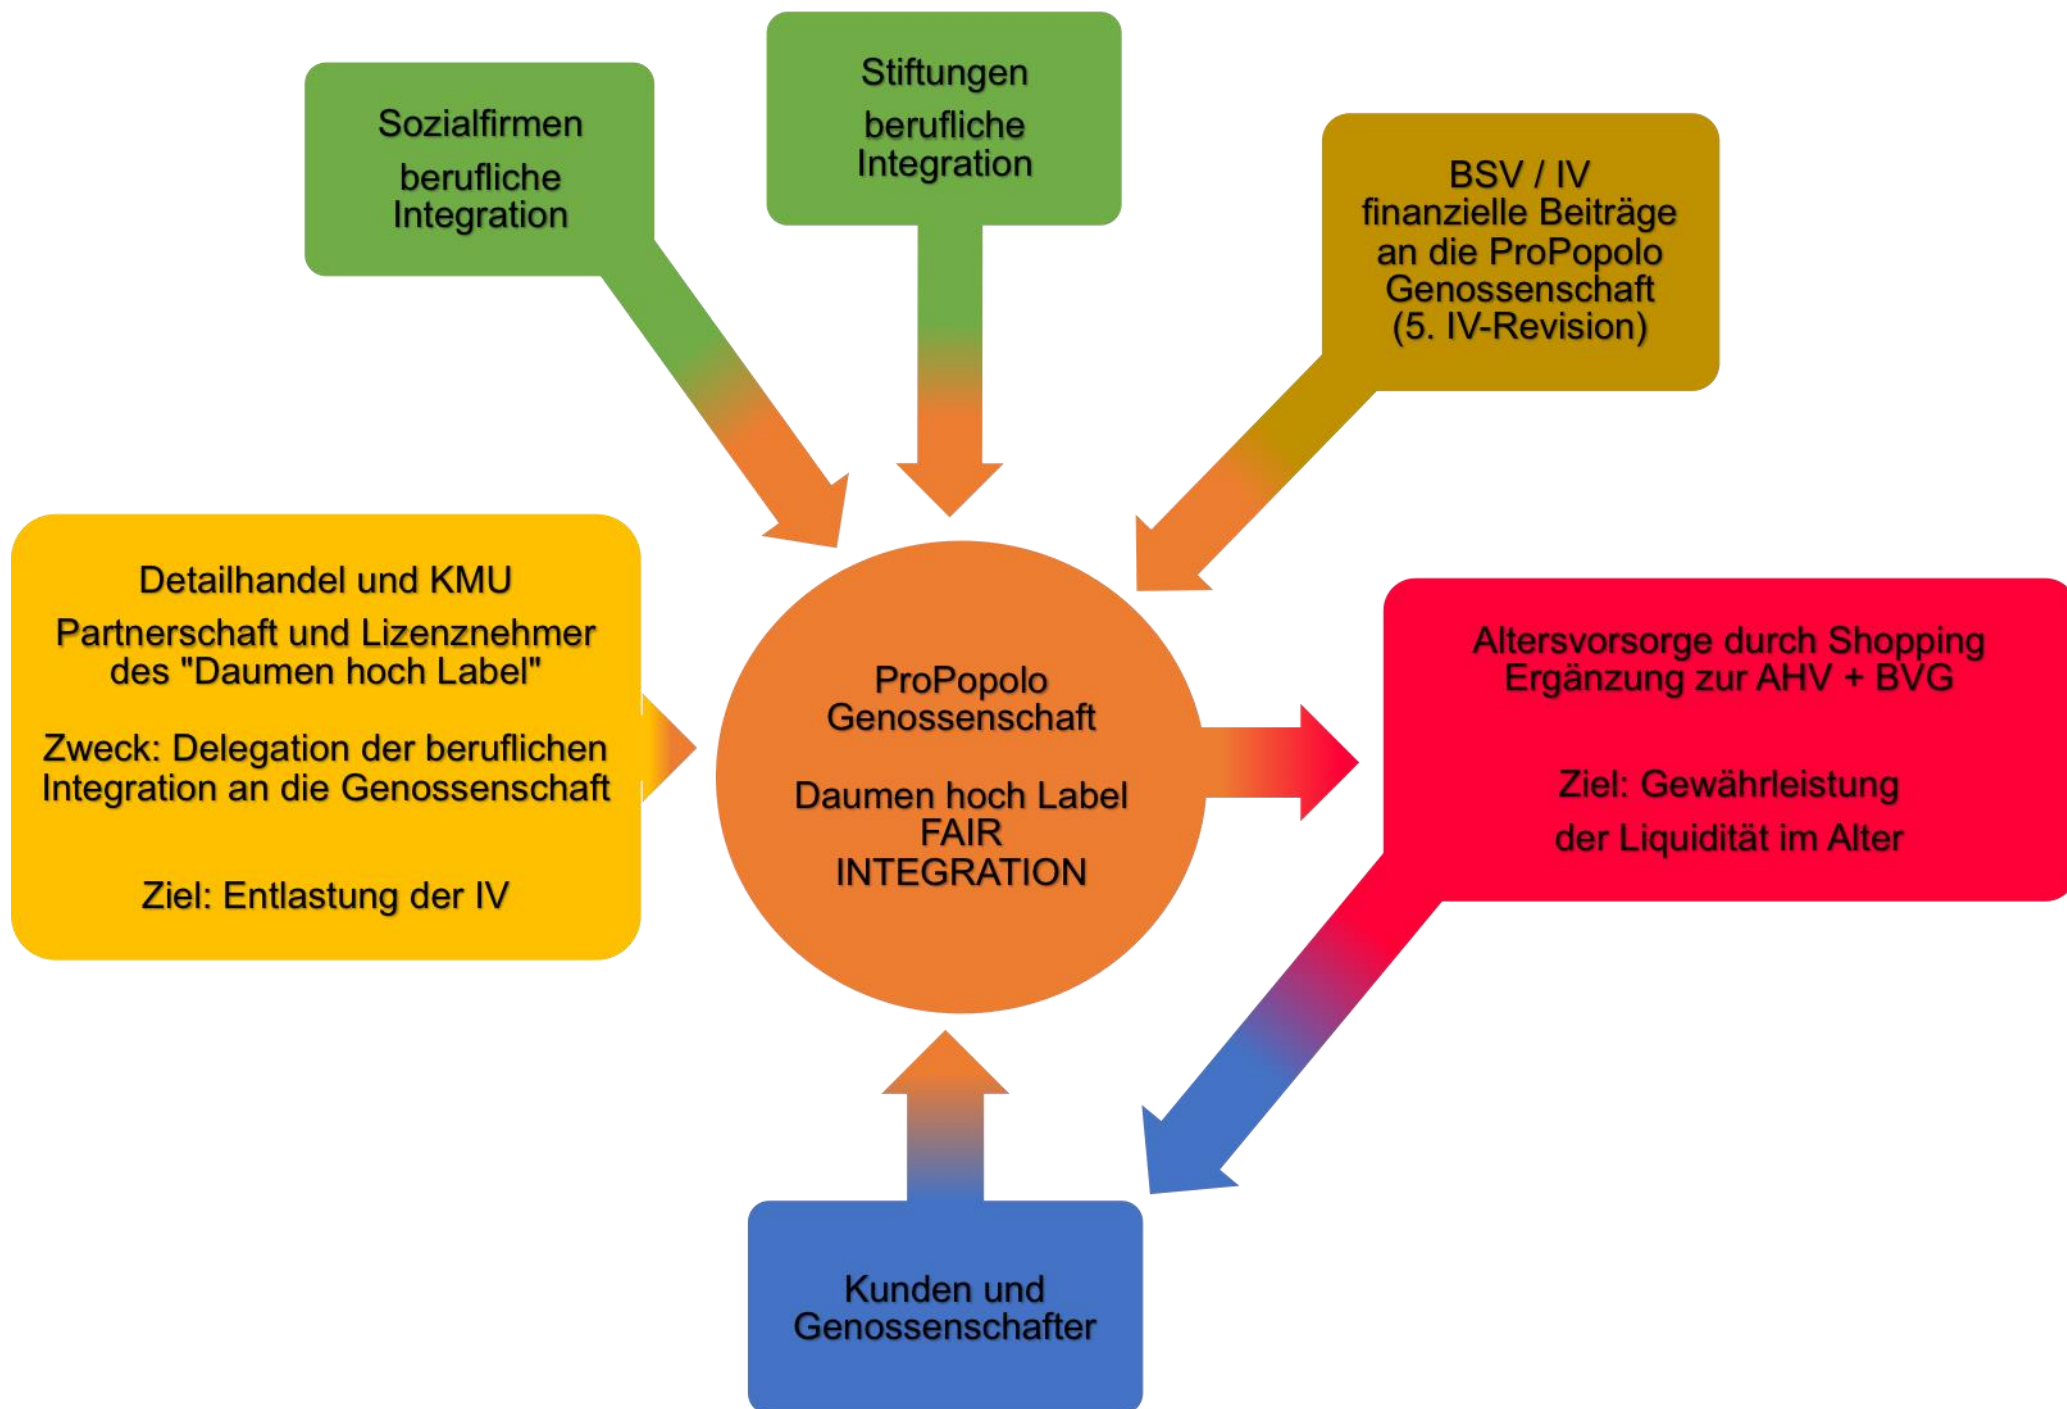 Sozialfirmen
berufliche
Integration
Stiftungen
berufliche
Integration
BSV / IV
finanzielle Beiträge
an die ProPopolo
Genossenschaft
(5. IV-Revision)
Detailhandel und KMU
Partnerschaft und Lizenznehmer
des "Daumen hoch Label"
Zweck: Delegation der beruflichen
Integration an die Genossenschaft
Ziel: Entlastung der IV
ProPopolo
Genossenschaft
Daumen hoch Label
FAIR
INTEGRATION
Altersvorsorge durch Shopping
Ergänzung zur AHV + BVG
Ziel: Gewährleistung
der Liquidität im Alter
Kunden und
Genossenschafter